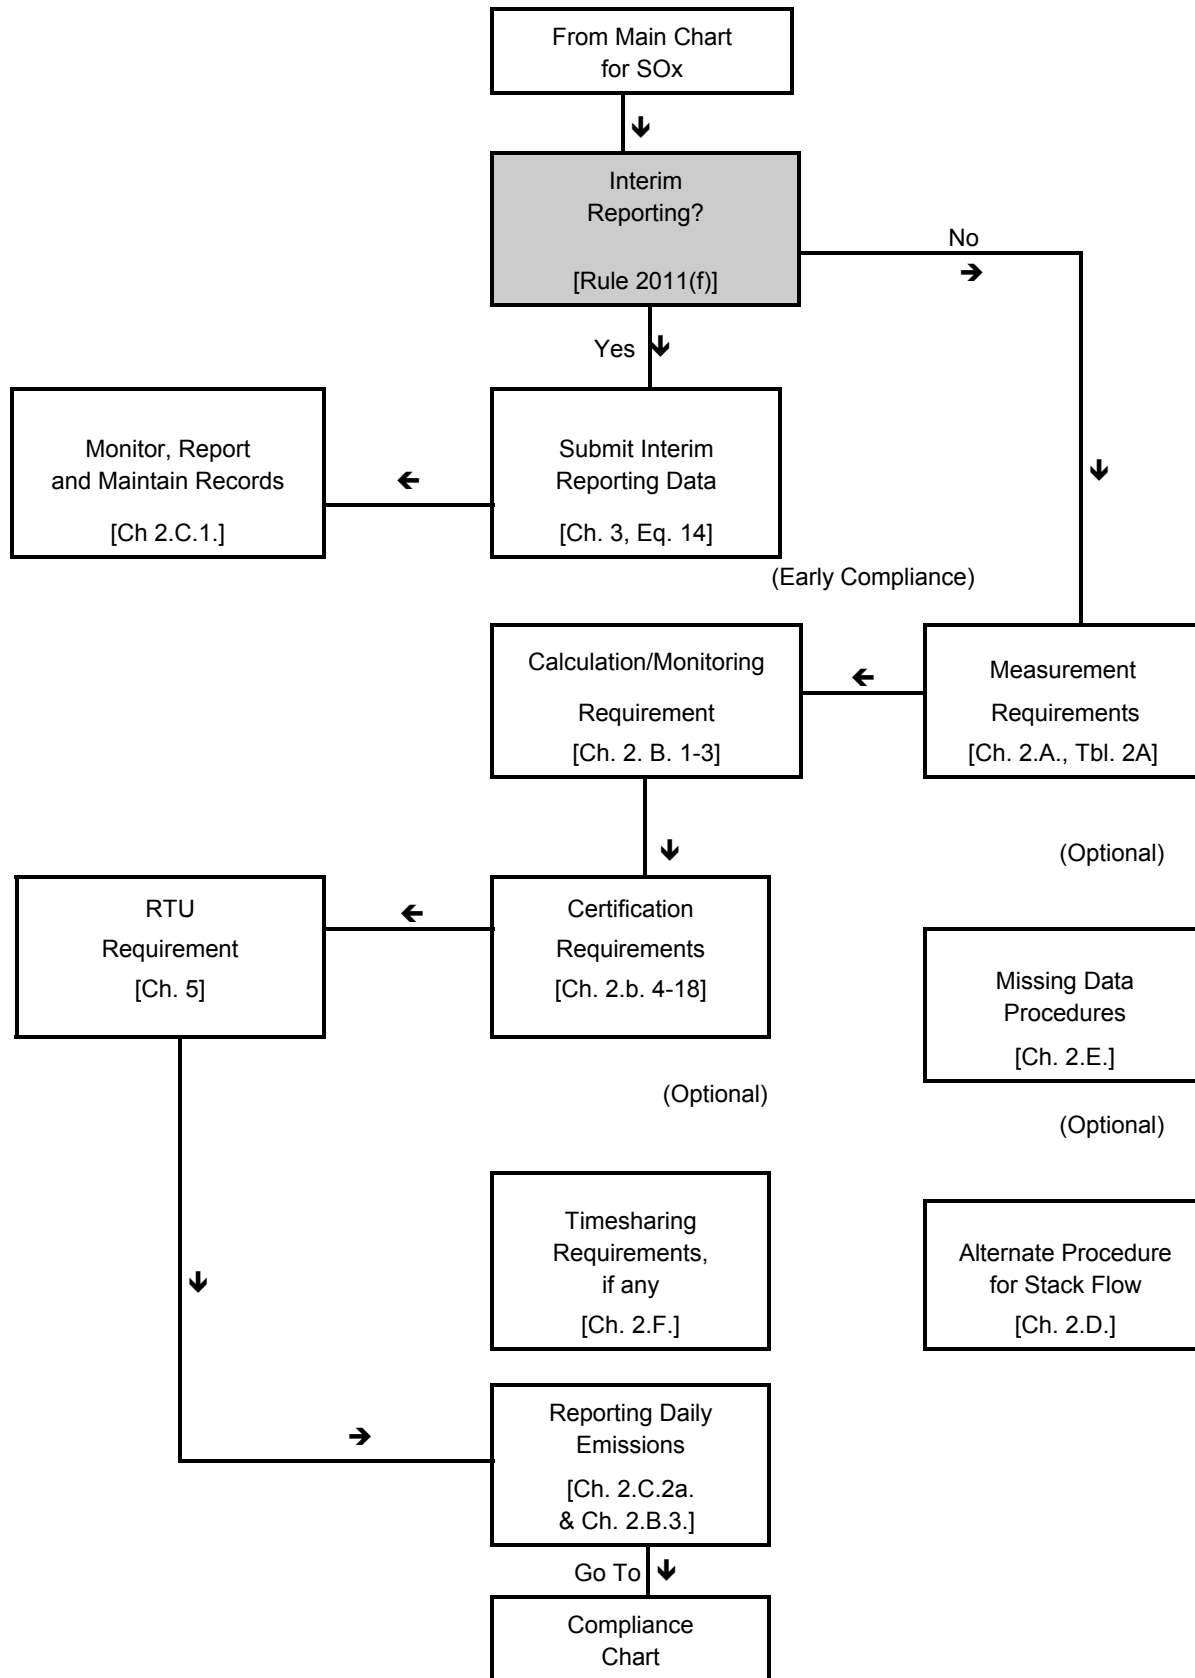 From Main Chart
for SOx
Interim
Reporting?
[Rule 2011(f)]
No
Yes
Monitor, Report
and Maintain Records
[Ch 2.C.1.]
Submit Interim
Reporting Data
[Ch. 3, Eq. 14]
(Early Compliance)
Calculation/Monitoring
Requirement
[Ch. 2. B. 1-3]
Measurement
Requirements
[Ch. 2.A., Tbl. 2A]
(Optional)
RTU
Requirement
[Ch. 5]
Certification
Requirements
[Ch. 2.b. 4-18]
Missing Data
Procedures
[Ch. 2.E.]
(Optional)
(Optional)
Timesharing
Requirements,
if any
[Ch. 2.F.]
Alternate Procedure
for Stack Flow
[Ch. 2.D.]
Reporting Daily
Emissions
[Ch. 2.C.2a.
& Ch. 2.B.3.]
Go To
Compliance
Chart